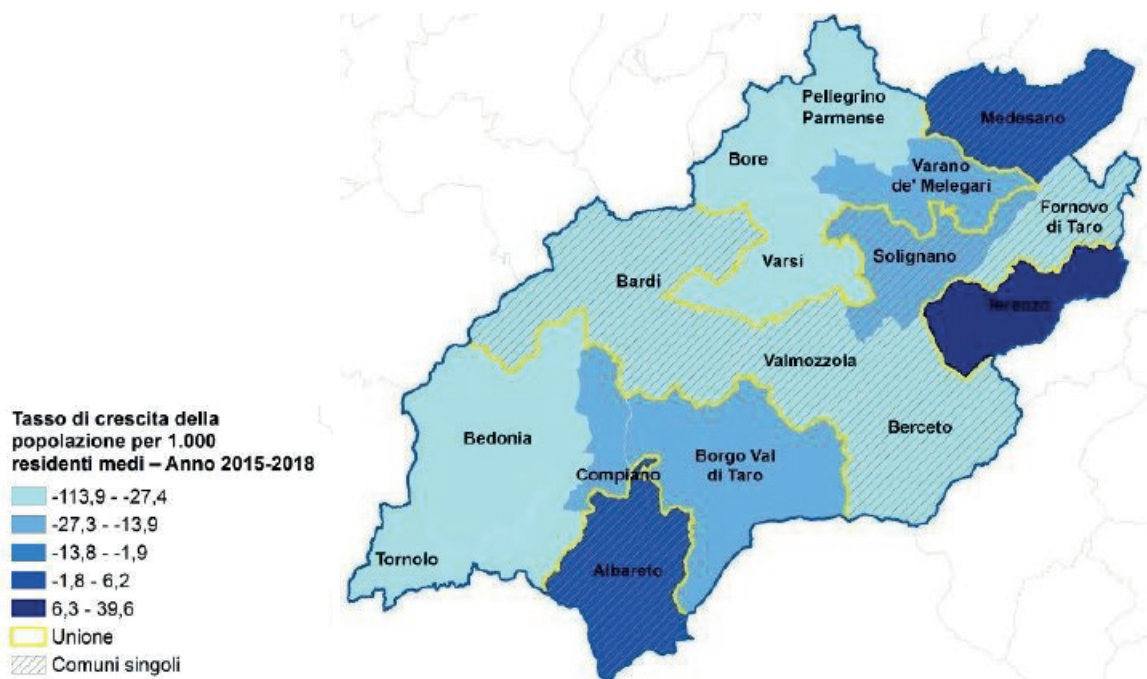 Pellegrino
Parmense
Medesano
Bore
Varano
de' Melegari
Fornovo
di Taro
Solignano
Varsi
Bardi
Terenzo
Valmozzola
Bedonia
Berceto
Borgo Val
di Taro
Compiano
Tornolo
Albareto
Tasso di crescita della
popolazione per 1.000
residenti medi – Anno 2015-2018
-113,9 - -27,4
-27,3 - -13,9
-13,8 - -1,9
-1,8 - 6,2
6,3 - 39,6
Unione
Comuni singoli